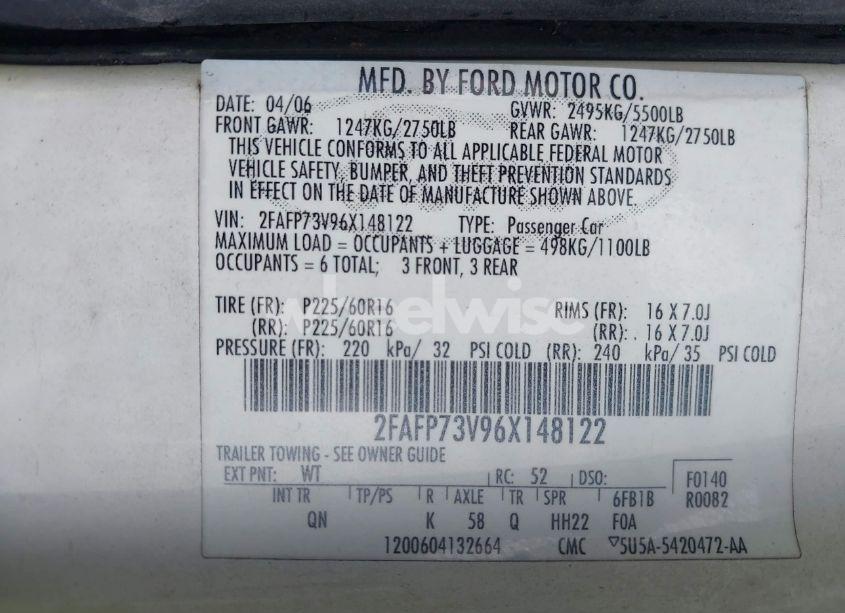 MFD. BY FORD MOTOR CO.
DATE: 04/06 GVWR: 2495KG/5500LB
FRONT GAWR: 1247KG/2750LB REAR GAWR: 1247KG/2750LB
THIS VEHICLE CONFORMS TO ALL APPLICABLE FEDERAL MOTOR
VEHICLE SAFETY, BUMPER, AND THEFT PREVENTION STANDARDS
IN EFFECT ON THE DATE OF MANUFACTURE SHOWN ABOVE.
VIN: 2FAFP73V96X148122 TYPE: Passenger Car
MAXIMUM LOAD = OCCUPANTS + LUGGAGE = 498KG/1100LB
OCCUPANTS = 6 TOTAL; 3 FRONT, 3 REAR
wheelwise
TIRE (FR): P225/60R16 RIMS (FR): 16 X 7.0J
(RR): P225/60R16 (RR): . 16 X 7.0J
PRESSURE (FR): 220 kPa/ 32 PSI COLD (RR): 240 kPa/ 35 PSI COLD
2FAFP73V96X148122
TRAILER TOWING - SEE OWNER GUIDE
EXT PNT: WT RC: 52 DSO: F0140
INT TR TP/PS R AXLE TR SPR 6FB1B R0082
QN K 58 Q HH22 F0A
1200604132664 CMC ▽5U5A-5420472-AA